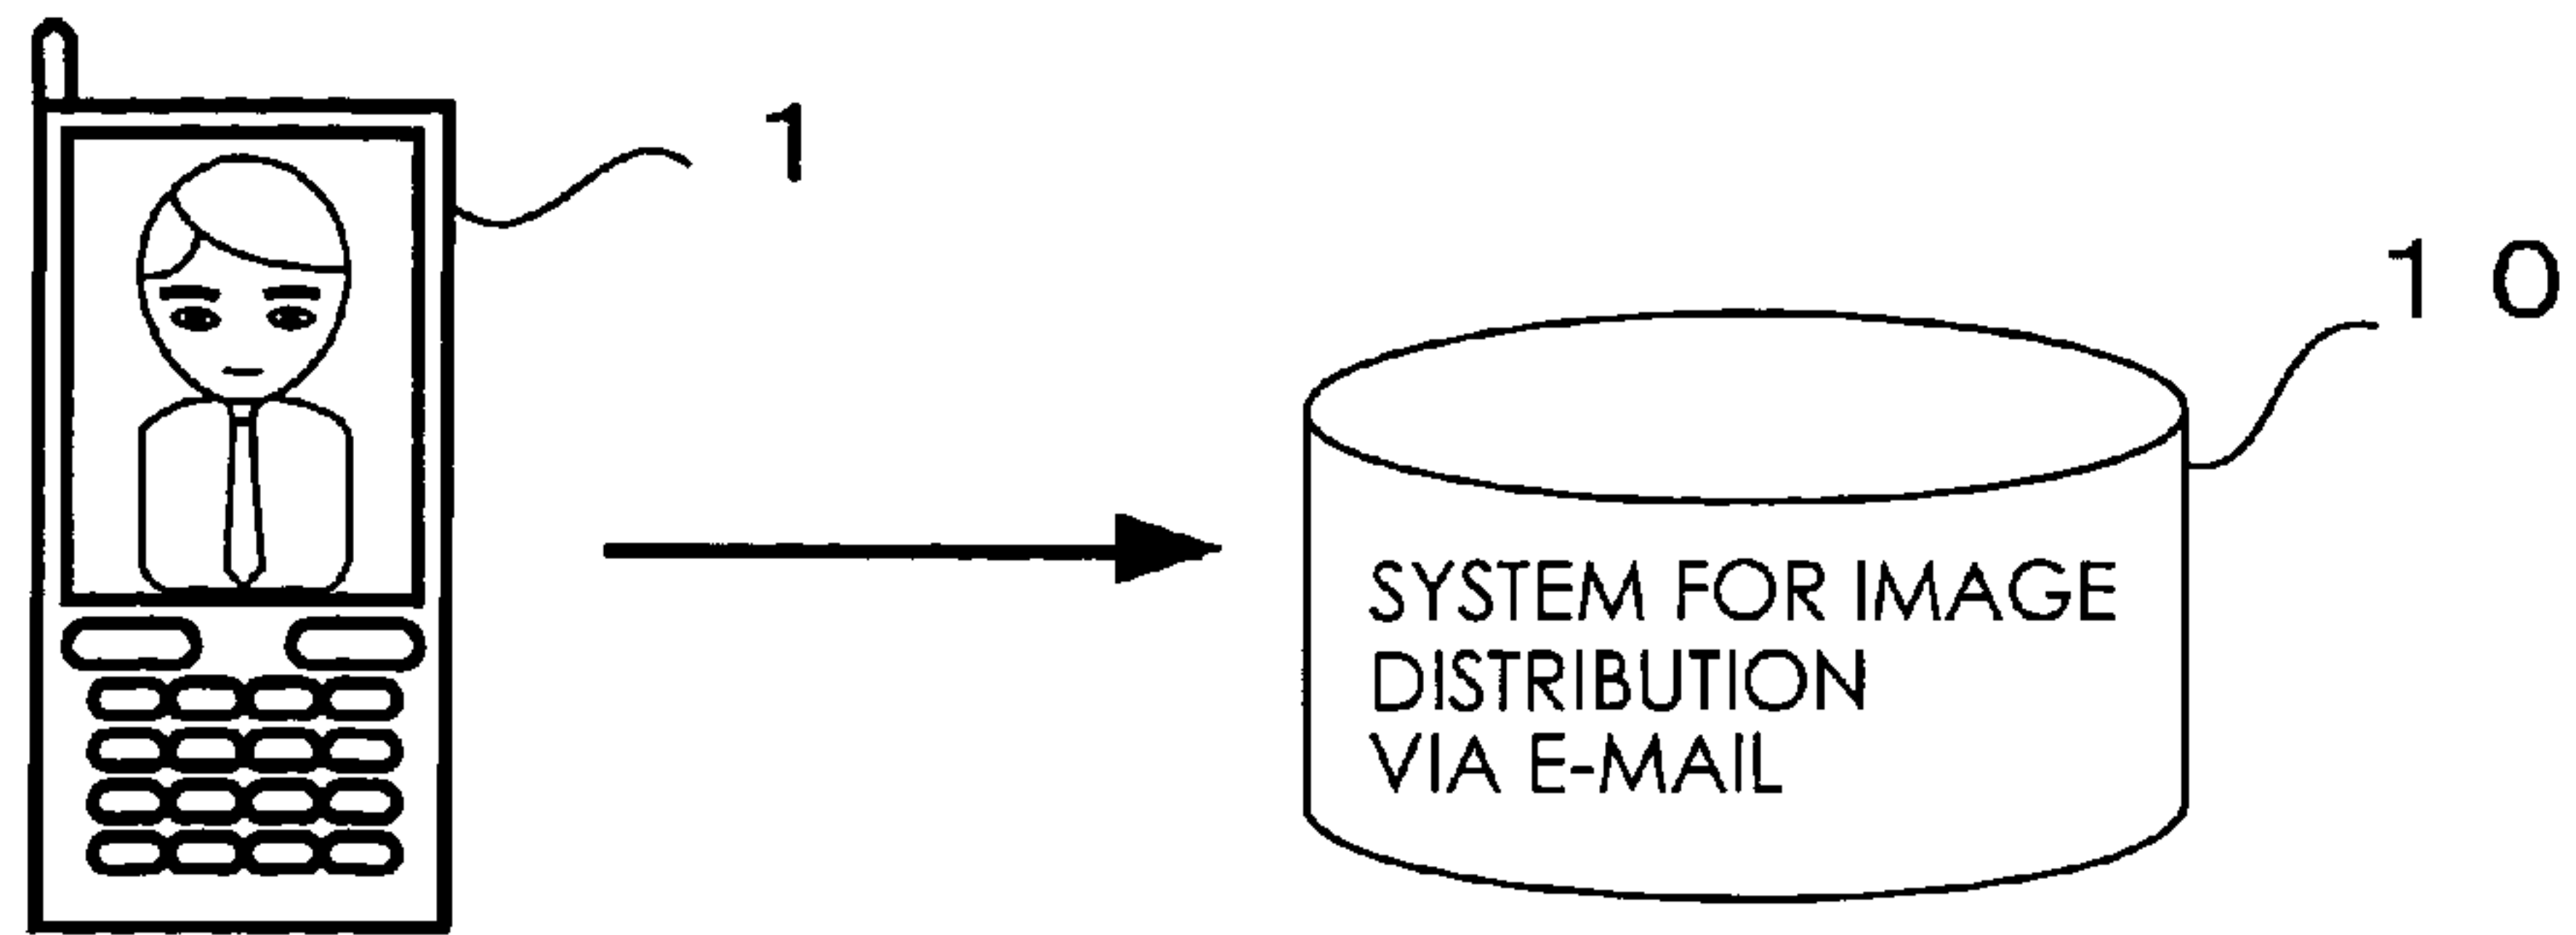 1
1 0
SYSTEM FOR IMAGE
DISTRIBUTION
VIA E-MAIL